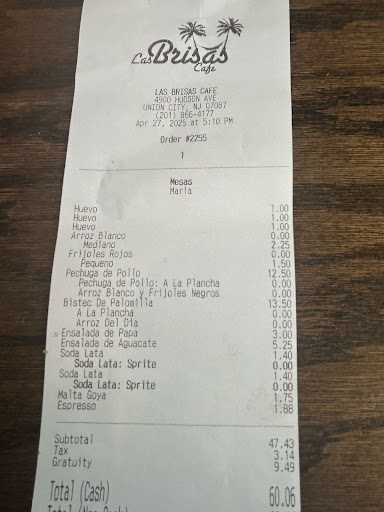 Las Brisas
Cafe
LAS BRISAS CAFE
4900 HUDSON AVE
UNION CITY, NJ 07087
(201) 866-4177
Apr 27, 2025 at 5:10 PM
Order #2255
1
Mesas
Maria
Huevo 1.00
Huevo 1.00
Huevo 1.00
Arroz Blanco 0.00
Mediano 2.25
Frijoles Rojos 0.00
Pequeno 1.50
Pechuga de Pollo 12.50
Pechuga de Pollo: A La Plancha 0.00
Arroz Blanco y Frijoles Negros 0.00
Bistec De Palomilla 13.50
A La Plancha 0.00
Arroz Del Dia 0.00
Ensalada de Papa 3.00
Ensalada de Aguacate 5.25
Soda Lata 1.40
Soda Lata: Sprite 0.00
Soda Lata 1.40
Soda Lata: Sprite 0.00
Malta Goya 1.75
Espresso 1.88
Subtotal 47.43
Tax 3.14
Gratuity 9.49
Total (Cash) 60.06